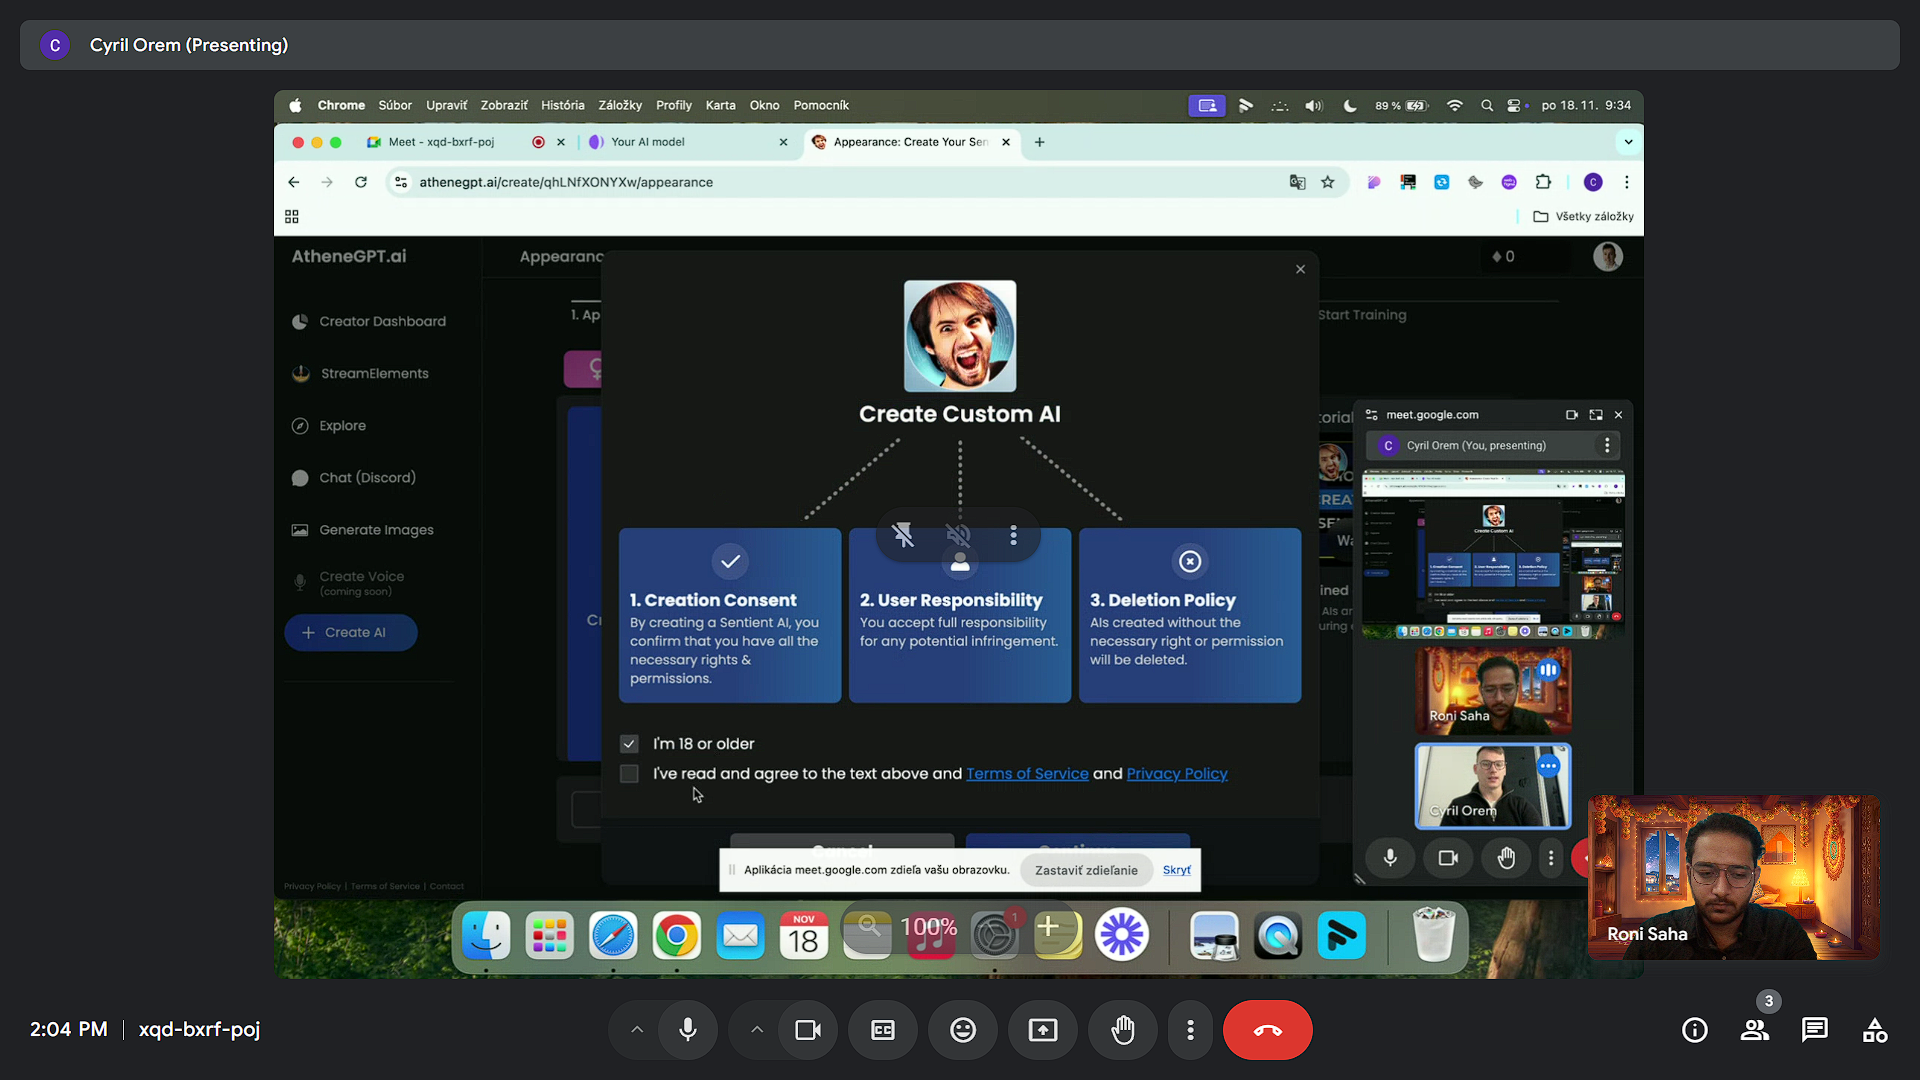 C Cyril Orem (Presenting)
Chrome Súbor Upraviť Zobraziť História Záložky Profily Karta Okno Pomocník 89 % po 18. 11. 9:34
Meet - xqd-bxrf-poj Your AI model Appearance: Create Your Sen
athenegpt.ai/create/qhLNfXONYXw/appearance C
Všetky záložky
AtheneGPT.ai
Creator Dashboard
StreamElements
Explore
Chat (Discord)
Generate Images
Create Voice
(coming soon)
+ Create AI
Privacy Policy | Terms of Service | Contact
Appearanc
0
1. Ap
Start Training
Create Custom AI
1. Creation Consent
By creating a Sentient AI, you
confirm that you have all the
necessary rights &
permissions.
2. User Responsibility
You accept full responsibility
for any potential infringement.
3. Deletion Policy
AIs created without the
necessary right or permission
will be deleted.
I'm 18 or older
I've read and agree to the text above and Terms of Service and Privacy Policy
Cancel
Aplikácia meet.google.com zdieľa vašu obrazovku. Zastaviť zdieľanie Skryť
meet.google.com
C Cyril Orem (You, presenting)
Roni Saha
Cyril Orem
NOV
18
100%
1
Roni Saha
2:04 PM | xqd-bxrf-poj
3